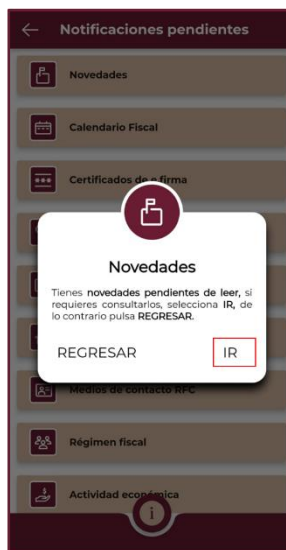 Notificaciones pendientes
Novedades
Calendario Fiscal
Certificados de e.firma
Novedades
Tienes novedades pendientes de leer, si
requieres consultarlos, selecciona IR, de
lo contrario pulsa REGRESAR.
REGRESAR IR
Medios de contacto RFC
Régimen fiscal
Actividad económica